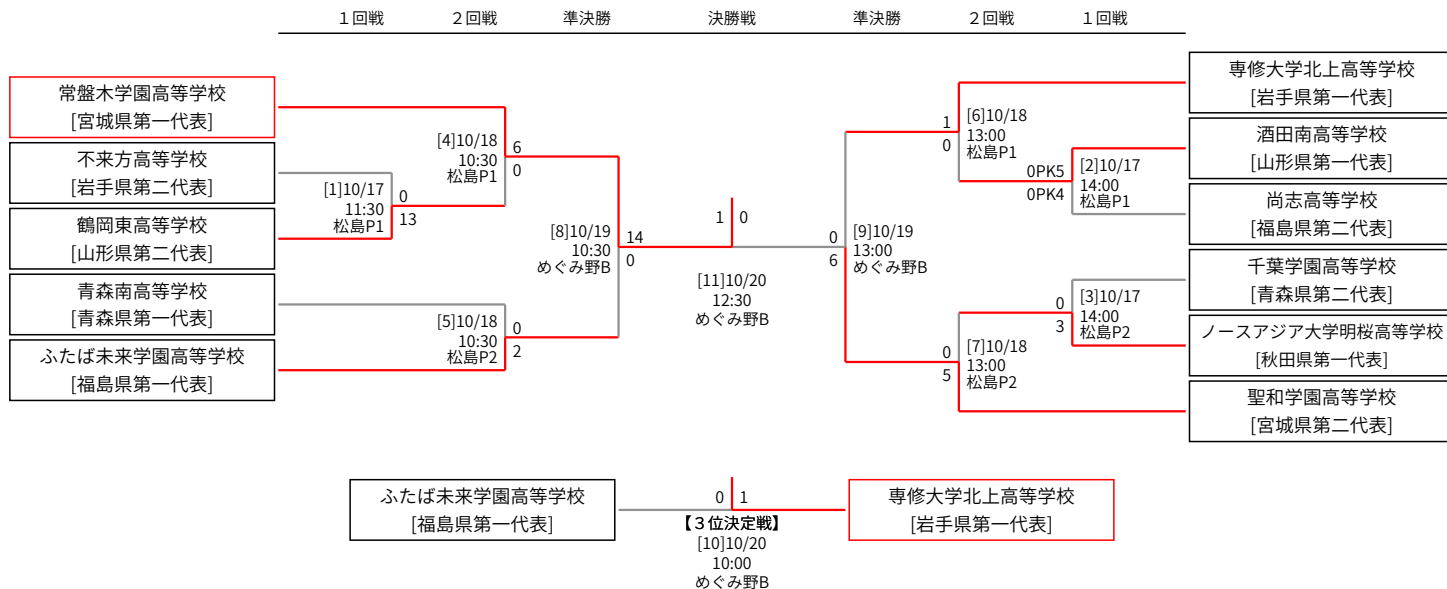 １回戦
２回戦
準決勝
決勝戦
準決勝
２回戦
１回戦
常盤木学園高等学校
[宮城県第一代表]
不来方高等学校
[岩手県第二代表]
鶴岡東高等学校
[山形県第二代表]
青森南高等学校
[青森県第一代表]
ふたば未来学園高等学校
[福島県第一代表]
[1]10/17
11:30
松島P1
0
13
[4]10/18
10:30
松島P1
6
0
[5]10/18
10:30
松島P2
0
2
[8]10/19
10:30
めぐみ野B
14
0
1
0
[11]10/20
12:30
めぐみ野B
0
6
[9]10/19
13:00
めぐみ野B
1
0
[6]10/18
13:00
松島P1
0PK5
0PK4
[2]10/17
14:00
松島P1
0
5
[7]10/18
13:00
松島P2
0
3
[3]10/17
14:00
松島P2
専修大学北上高等学校
[岩手県第一代表]
酒田南高等学校
[山形県第一代表]
尚志高等学校
[福島県第二代表]
千葉学園高等学校
[青森県第二代表]
ノースアジア大学明桜高等学校
[秋田県第一代表]
聖和学園高等学校
[宮城県第二代表]
ふたば未来学園高等学校
[福島県第一代表]
0
1
【３位決定戦】
[10]10/20
10:00
めぐみ野B
専修大学北上高等学校
[岩手県第一代表]